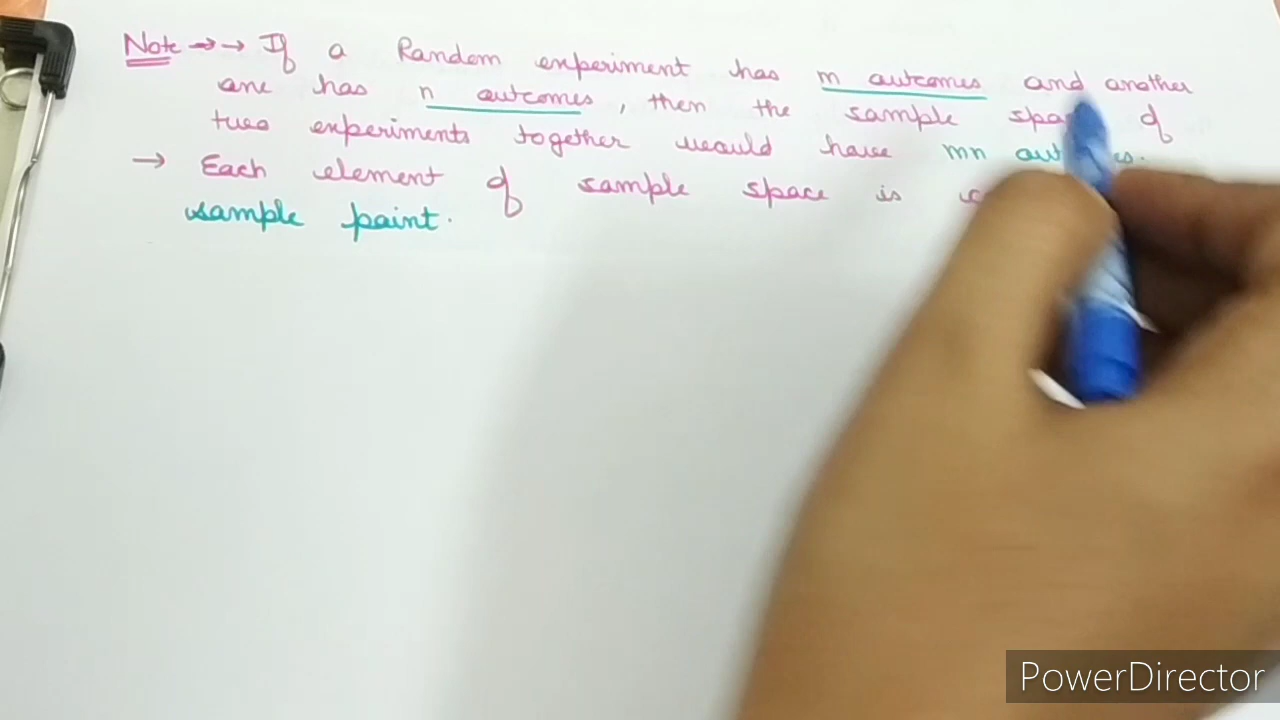 Note →→ If a Random experiment has m outcomes and another
one has n outcomes, then the sample space of
two experiments together would have mn
→ Each element of sample space is
sample point.
PowerDirector